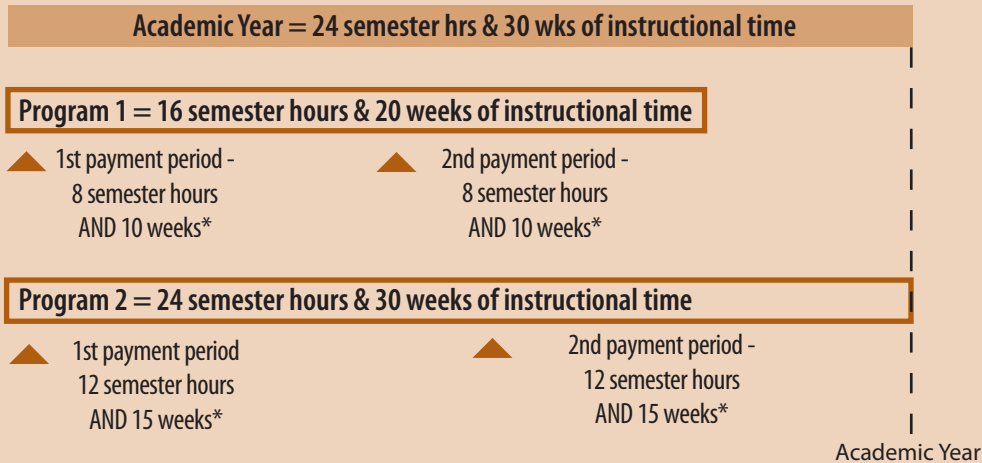 Academic Year = 24 semester hrs & 30 wks of instructional time
Program 1 = 16 semester hours & 20 weeks of instructional time
1st payment period -
8 semester hours
AND 10 weeks*
2nd payment period -
8 semester hours
AND 10 weeks*
Program 2 = 24 semester hours & 30 weeks of instructional time
1st payment period
12 semester hours
AND 15 weeks*
2nd payment period -
12 semester hours
AND 15 weeks*
Academic Year